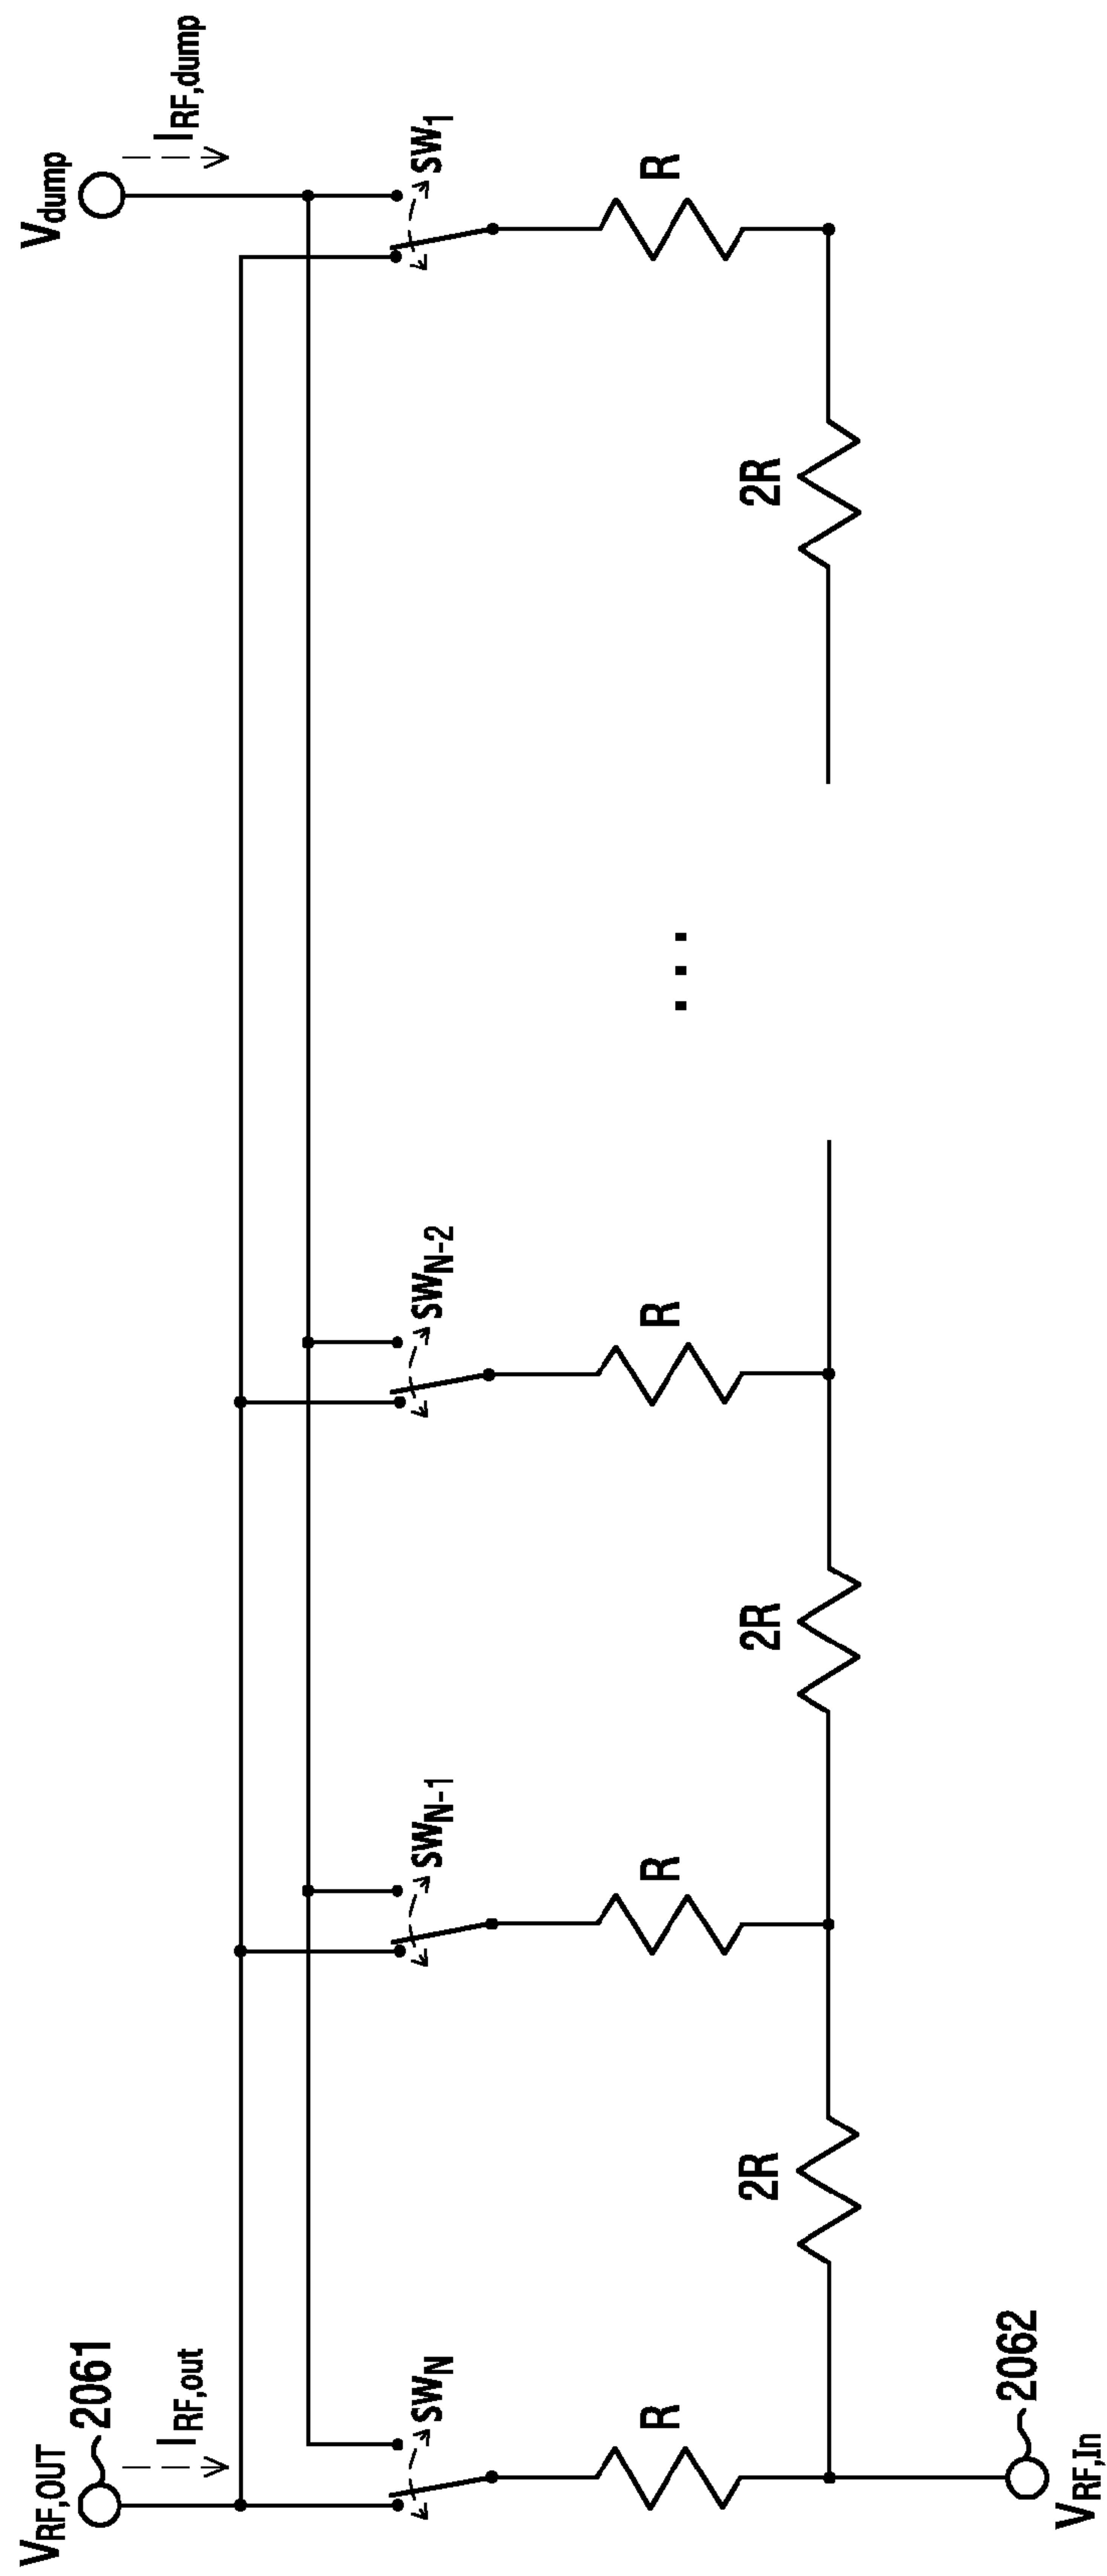 V_RF,OUT
2061
I_RF,out
V_dump
I_RF,dump
SW_N
SW_N-1
SW_N-2
SW_1
R
R
R
R
2R
2R
2R
...
V_RF,In
2062